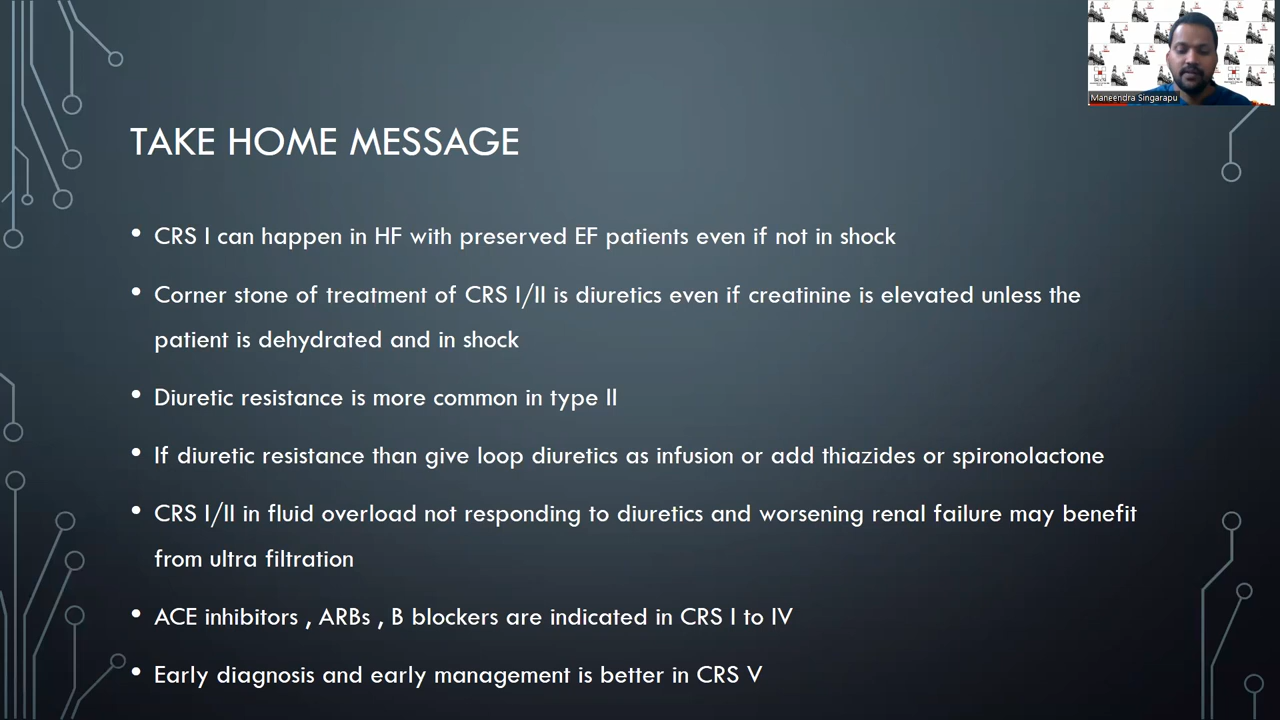 Maneendra Singarapu
TAKE HOME MESSAGE
• CRS I can happen in HF with preserved EF patients even if not in shock
• Corner stone of treatment of CRS I/II is diuretics even if creatinine is elevated unless the
patient is dehydrated and in shock
• Diuretic resistance is more common in type II
• If diuretic resistance than give loop diuretics as infusion or add thiazides or spironolactone
• CRS I/II in fluid overload not responding to diuretics and worsening renal failure may benefit
from ultra filtration
• ACE inhibitors , ARBs , B blockers are indicated in CRS I to IV
• Early diagnosis and early management is better in CRS V